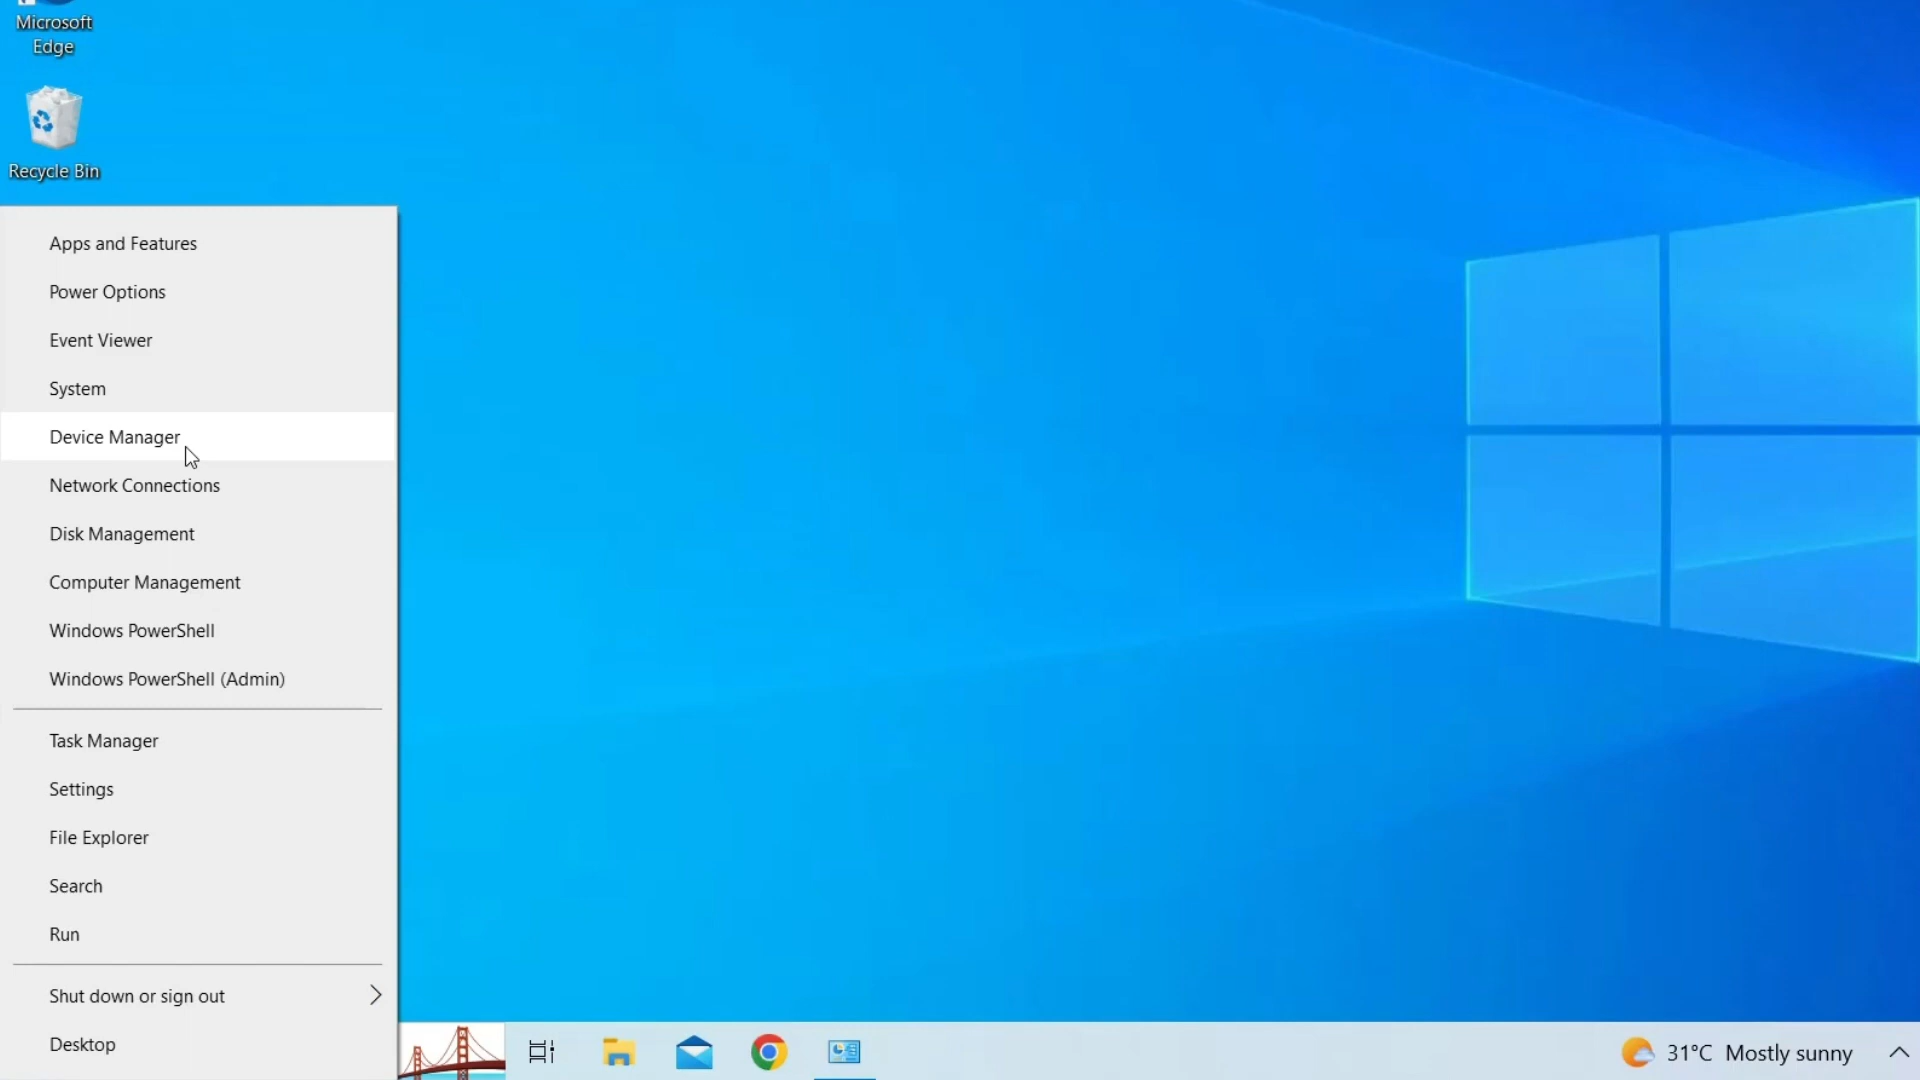 Microsoft
Edge
Recycle Bin
Apps and Features
Power Options
Event Viewer
System
Device Manager
Network Connections
Disk Management
Computer Management
Windows PowerShell
Windows PowerShell (Admin)
Task Manager
Settings
File Explorer
Search
Run
Shut down or sign out
Desktop
31°C Mostly sunny